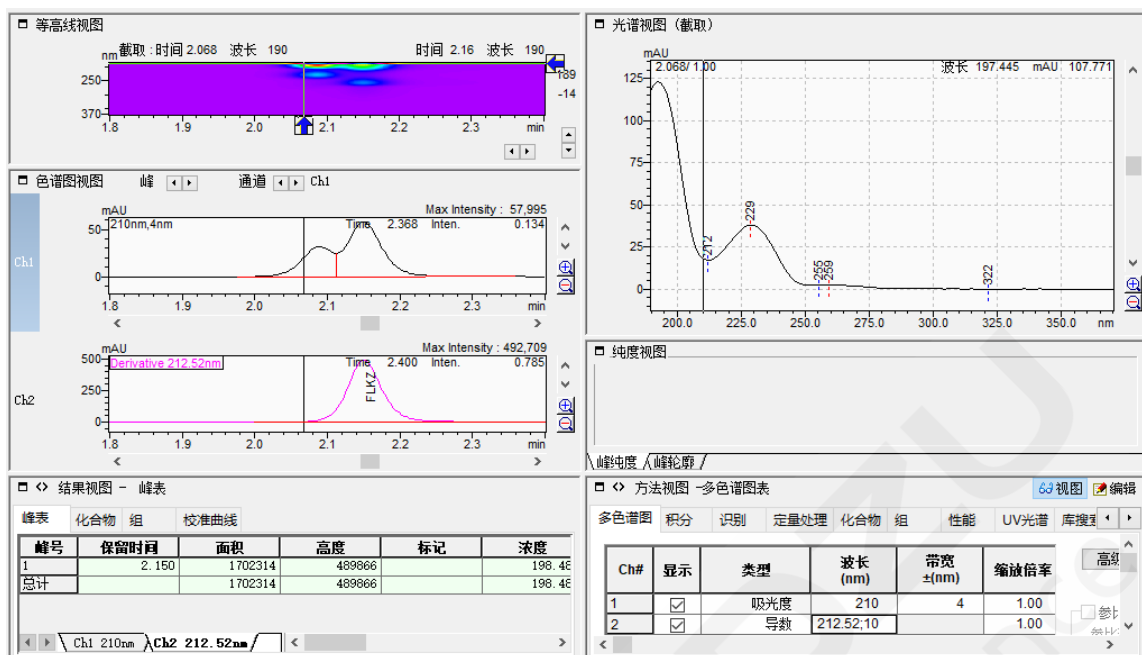 等高线视图
nm
截取 : 时间 2.068 波长 190
时间 2.16 波长 190
250
370
189
-14
1.8 1.9 2.0 2.1 2.2 2.3 min
色谱图视图 峰 通道 Ch1
Ch1
mAU
Max Intensity : 57,995
210nm,4nm
Time 2.368 Inten. 0.134
50
0
1.8 1.9 2.0 2.1 2.2 2.3 min
Ch2
mAU
Max Intensity : 492,709
Derivative 212.52nm
Time 2.400 Inten. 0.785
500
250
0
FLKZ
1.8 1.9 2.0 2.1 2.2 2.3 min
结果视图 - 峰表
峰表 化合物 组 校准曲线
峰号 保留时间 面积 高度 标记 浓度
1 2.150 1702314 489866 198.48
总计 1702314 489866 198.48
Ch1 210nm Ch2 212.52nm
光谱视图 (截取)
mAU
2.068/ 1.00
波长 197.445 mAU 107.771
125
100
75
50
25
0
212
229
255
259
322
200.0 225.0 250.0 275.0 300.0 325.0 350.0 nm
纯度视图
峰纯度 峰轮廓
方法视图 -多色谱图表
视图 编辑
多色谱图 积分 识别 定量处理 化合物 组 性能 UV光谱
Ch# 显示 类型 波长 (nm) 带宽 ±(nm) 缩放倍率
1 吸光度 210 4 1.00
2 导数 212.52;10 1.00